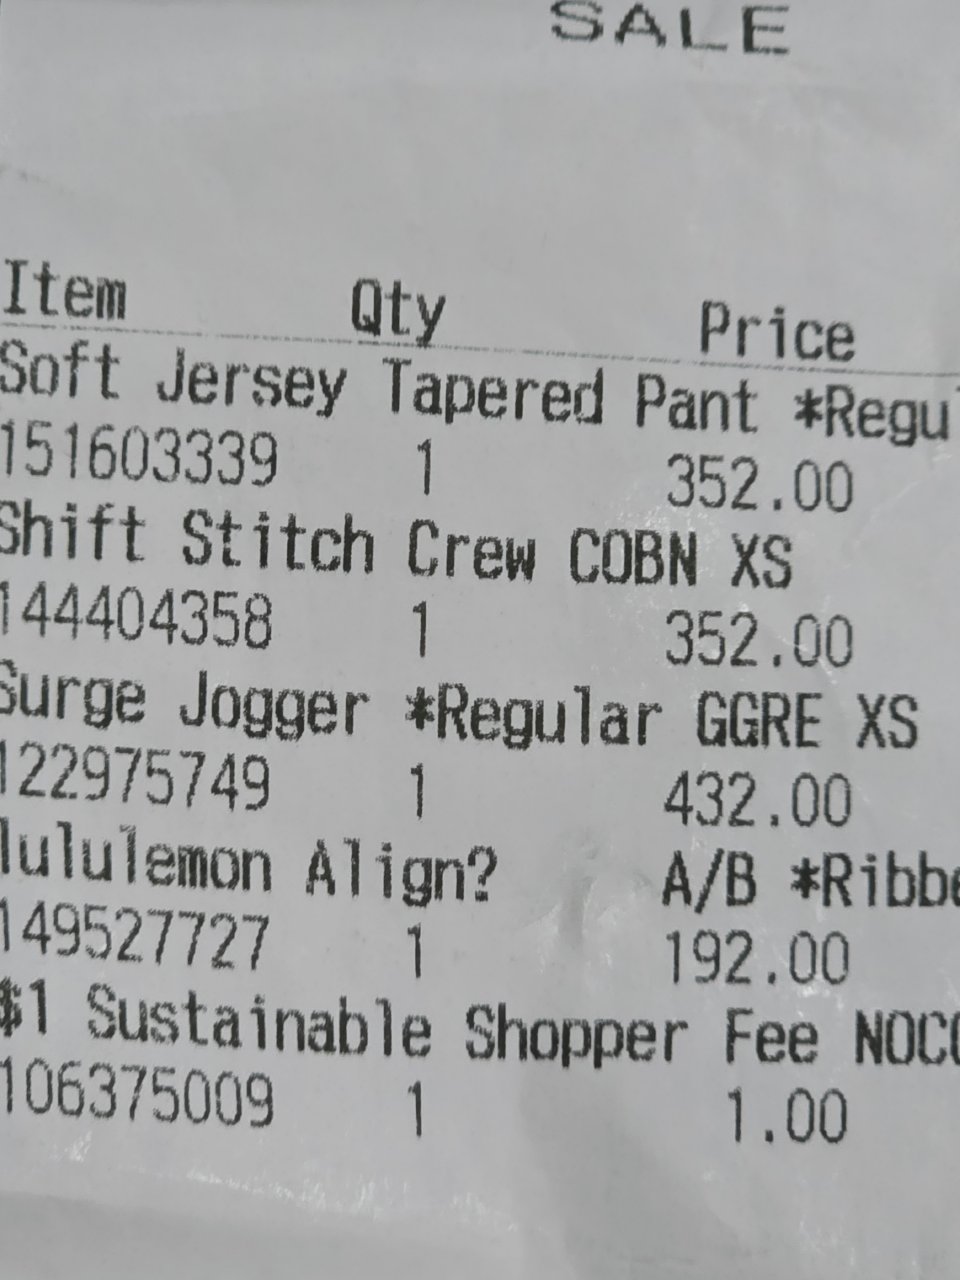 SALE
Item Qty Price
Soft Jersey Tapered Pant *Regul
151603339 1 352.00
Shift Stitch Crew COBN XS
144404358 1 352.00
Surge Jogger *Regular GGRE XS
122975749 1 432.00
lululemon Align? A/B *Ribbe
149527727 1 192.00
$1 Sustainable Shopper Fee NOCO
106375009 1 1.00